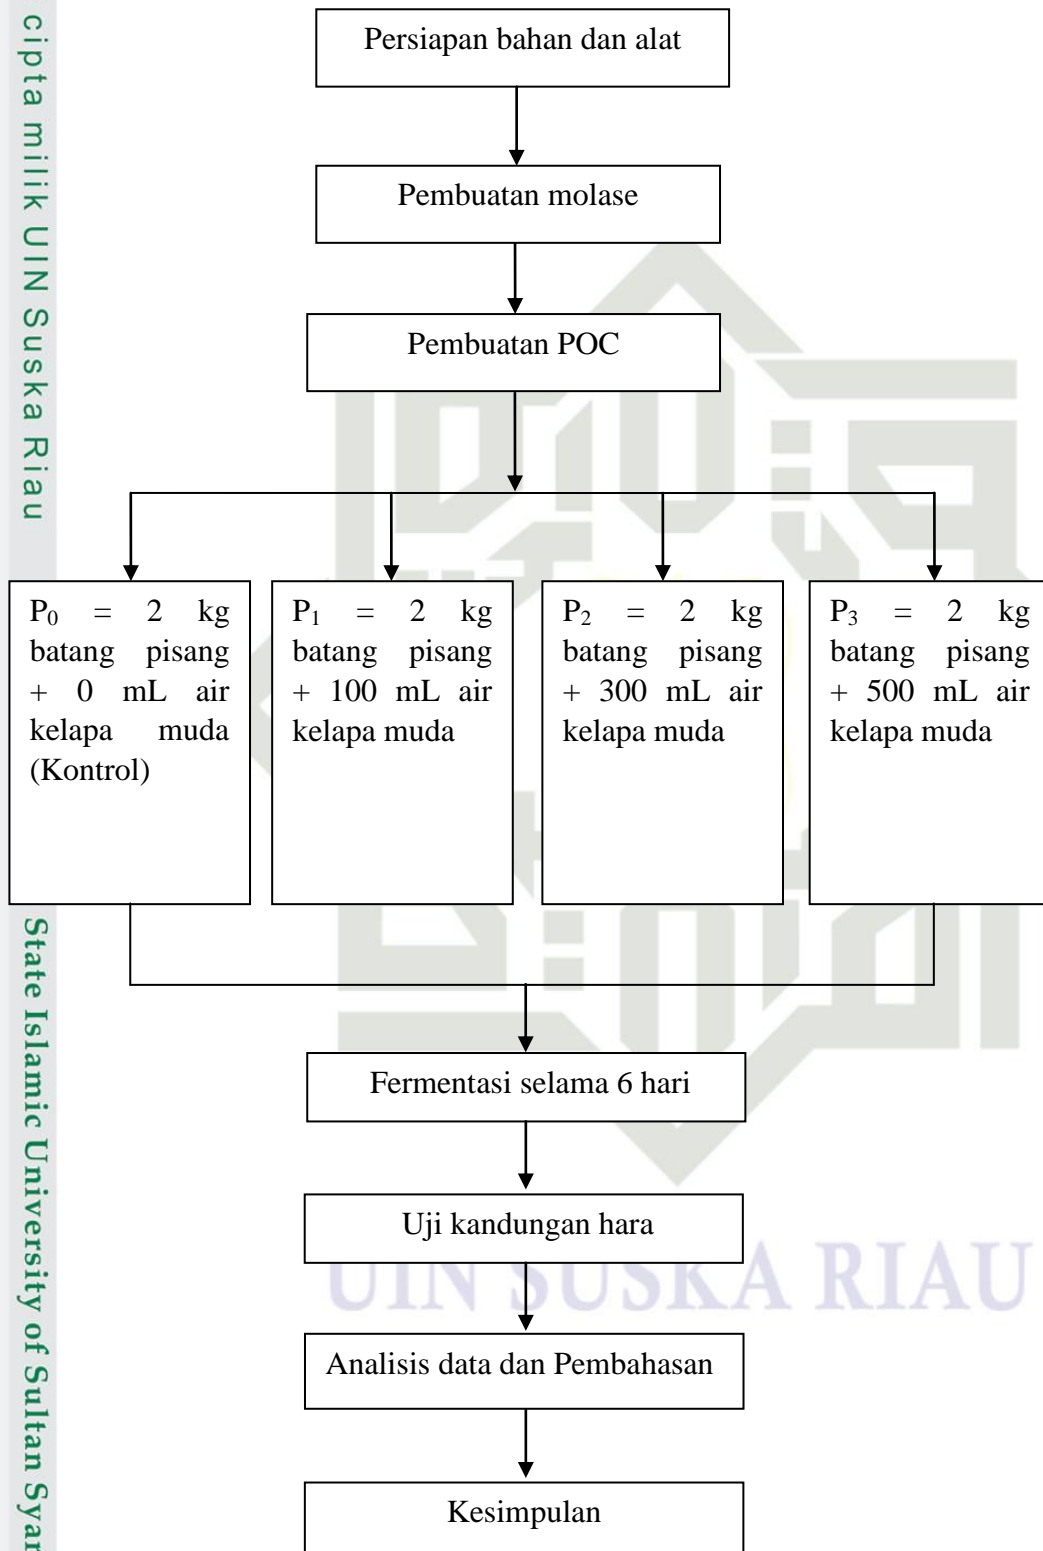 cipta milik UIN Suska Riau
Persiapan bahan dan alat
Pembuatan molase
Pembuatan POC
P₀ = 2 kg
batang pisang
+ 0 mL air
kelapa muda
(Kontrol)
P₁ = 2 kg
batang pisang
+ 100 mL air
kelapa muda
P₂ = 2 kg
batang pisang
+ 300 mL air
kelapa muda
P₃ = 2 kg
batang pisang
+ 500 mL air
kelapa muda
State Islamic University of Sultan Syar
Fermentasi selama 6 hari
Uji kandungan hara
UIN SUSKA RIAU
Analisis data dan Pembahasan
Kesimpulan